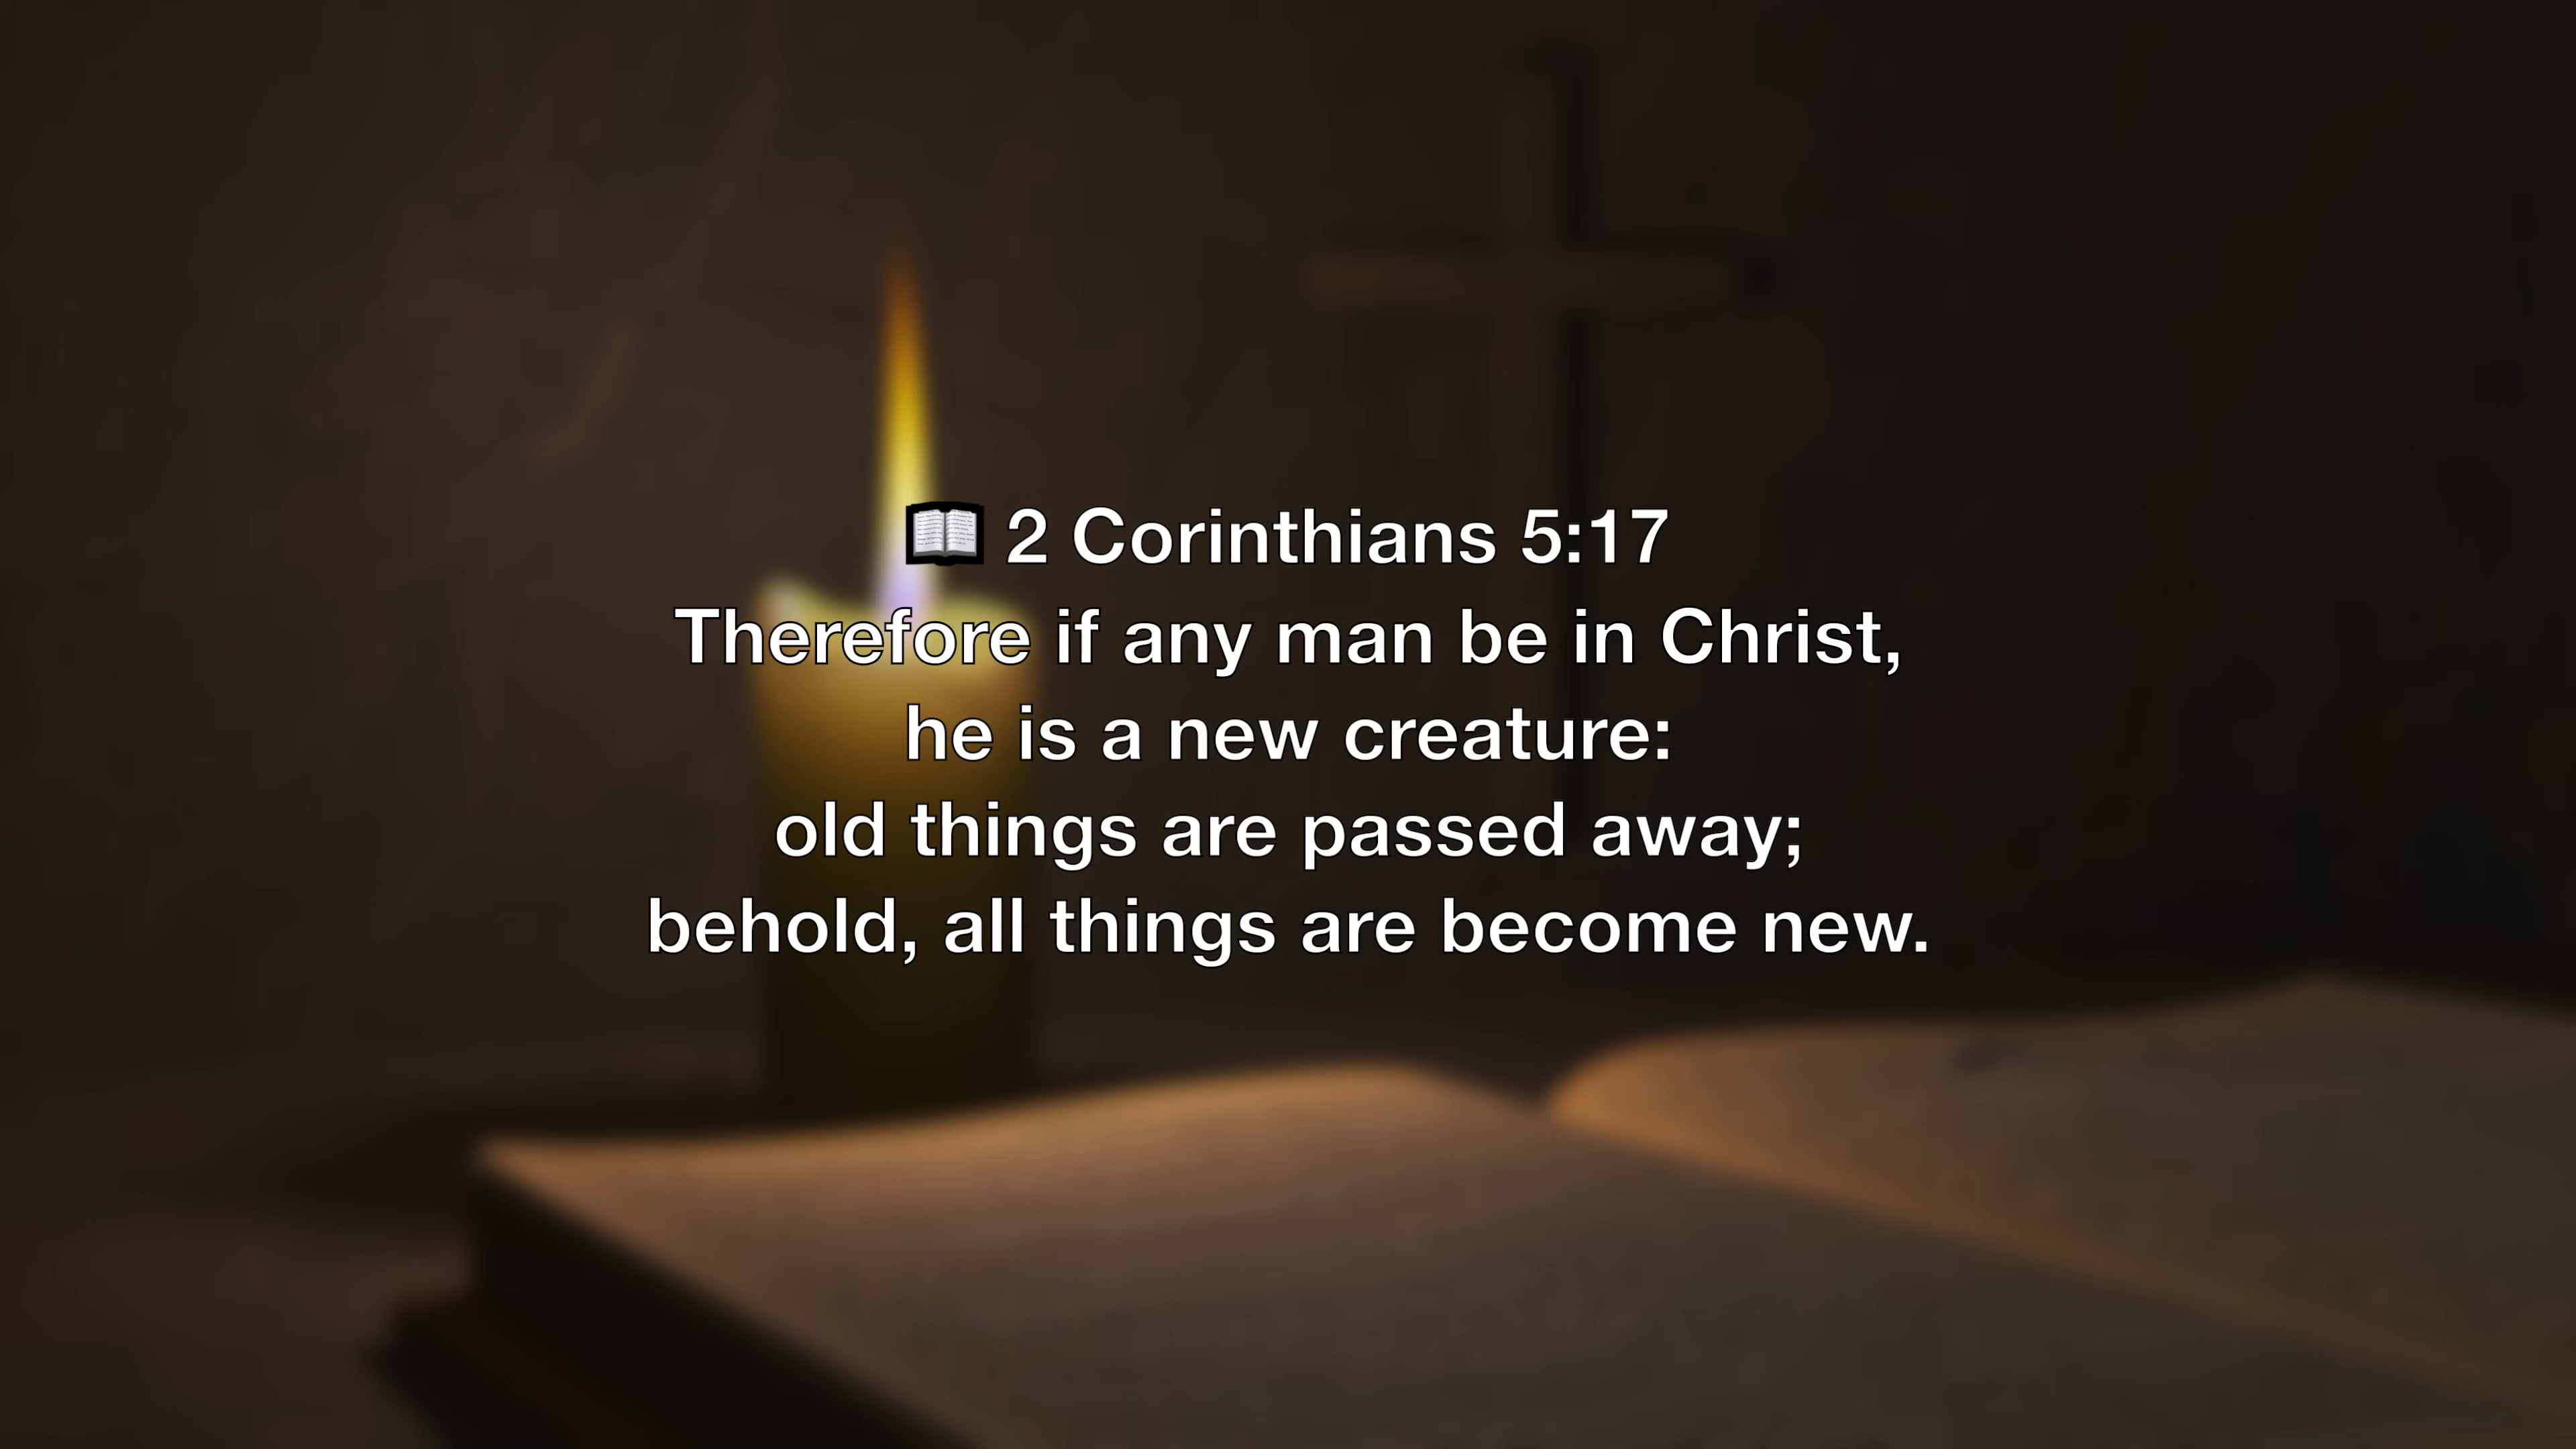 📖 2 Corinthians 5:17
Therefore if any man be in Christ,
he is a new creature:
old things are passed away;
behold, all things are become new.